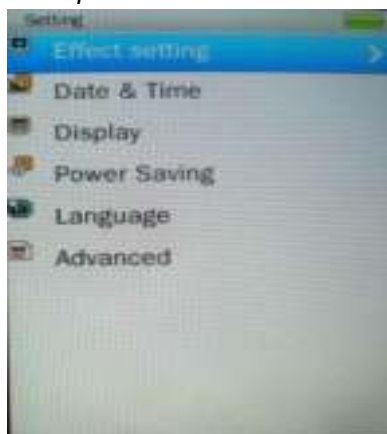 Setting
Effect setting
Date & Time
Display
Power Saving
Language
Advanced